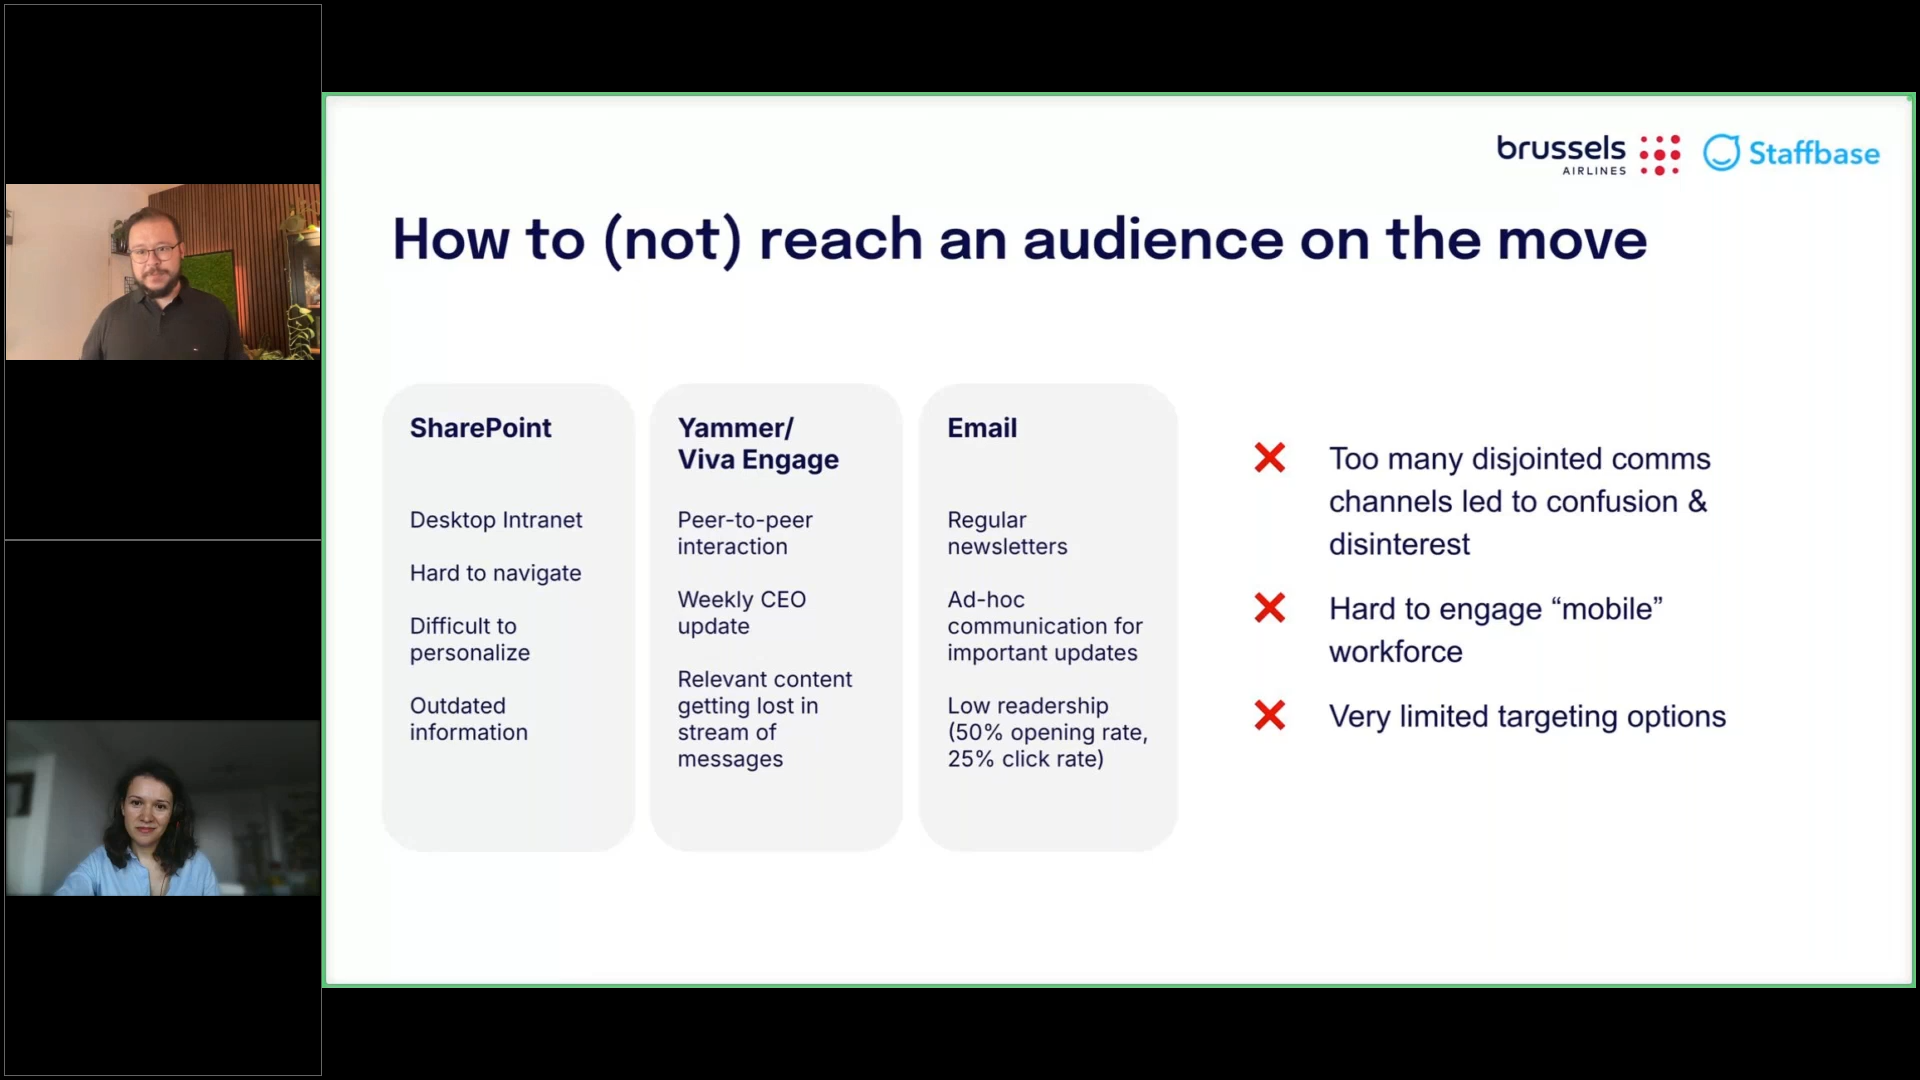 brussels
AIRLINES
Staffbase
How to (not) reach an audience on the move
SharePoint
Desktop Intranet
Hard to navigate
Difficult to
personalize
Outdated
information
Yammer/
Viva Engage
Peer-to-peer
interaction
Weekly CEO
update
Relevant content
getting lost in
stream of
messages
Email
Regular
newsletters
Ad-hoc
communication for
important updates
Low readership
(50% opening rate,
25% click rate)
Too many disjointed comms
channels led to confusion &
disinterest
Hard to engage “mobile”
workforce
Very limited targeting options